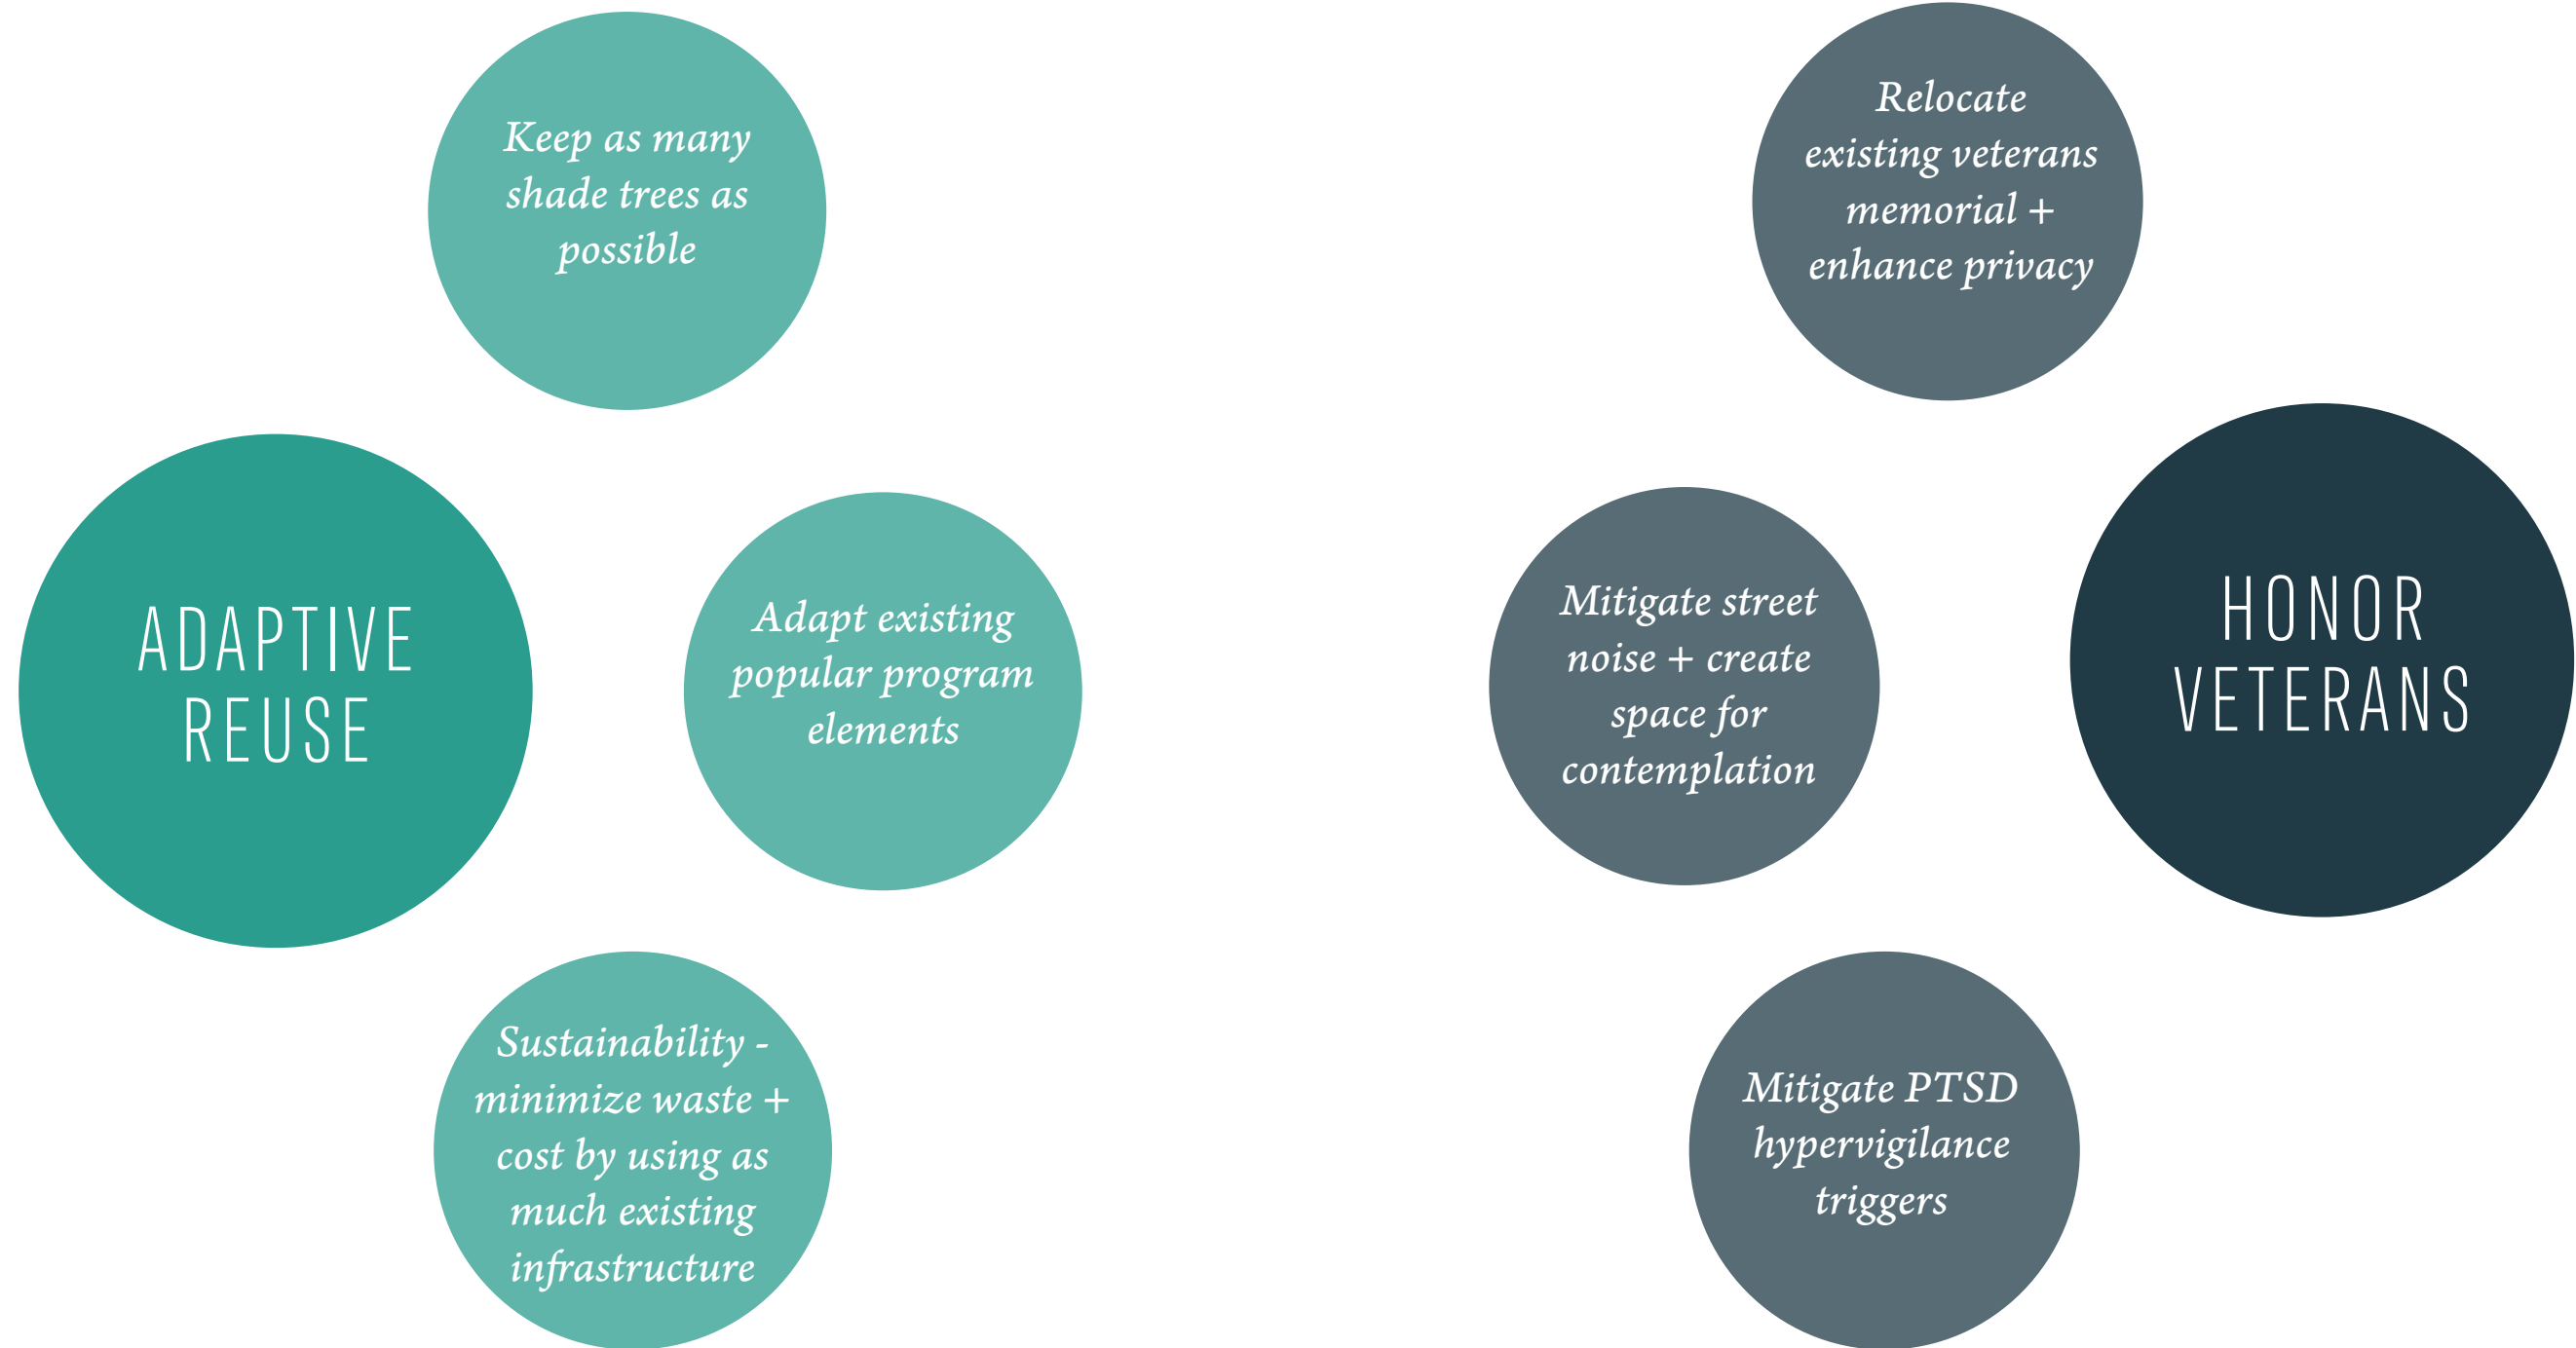 Keep as many
shade trees as
possible
ADAPTIVE
REUSE
Adapt existing
popular program
elements
Sustainability -
minimize waste +
cost by using as
much existing
infrastructure
Relocate
existing veterans
memorial +
enhance privacy
Mitigate street
noise + create
space for
contemplation
HONOR
VETERANS
Mitigate PTSD
hypervigilance
triggers